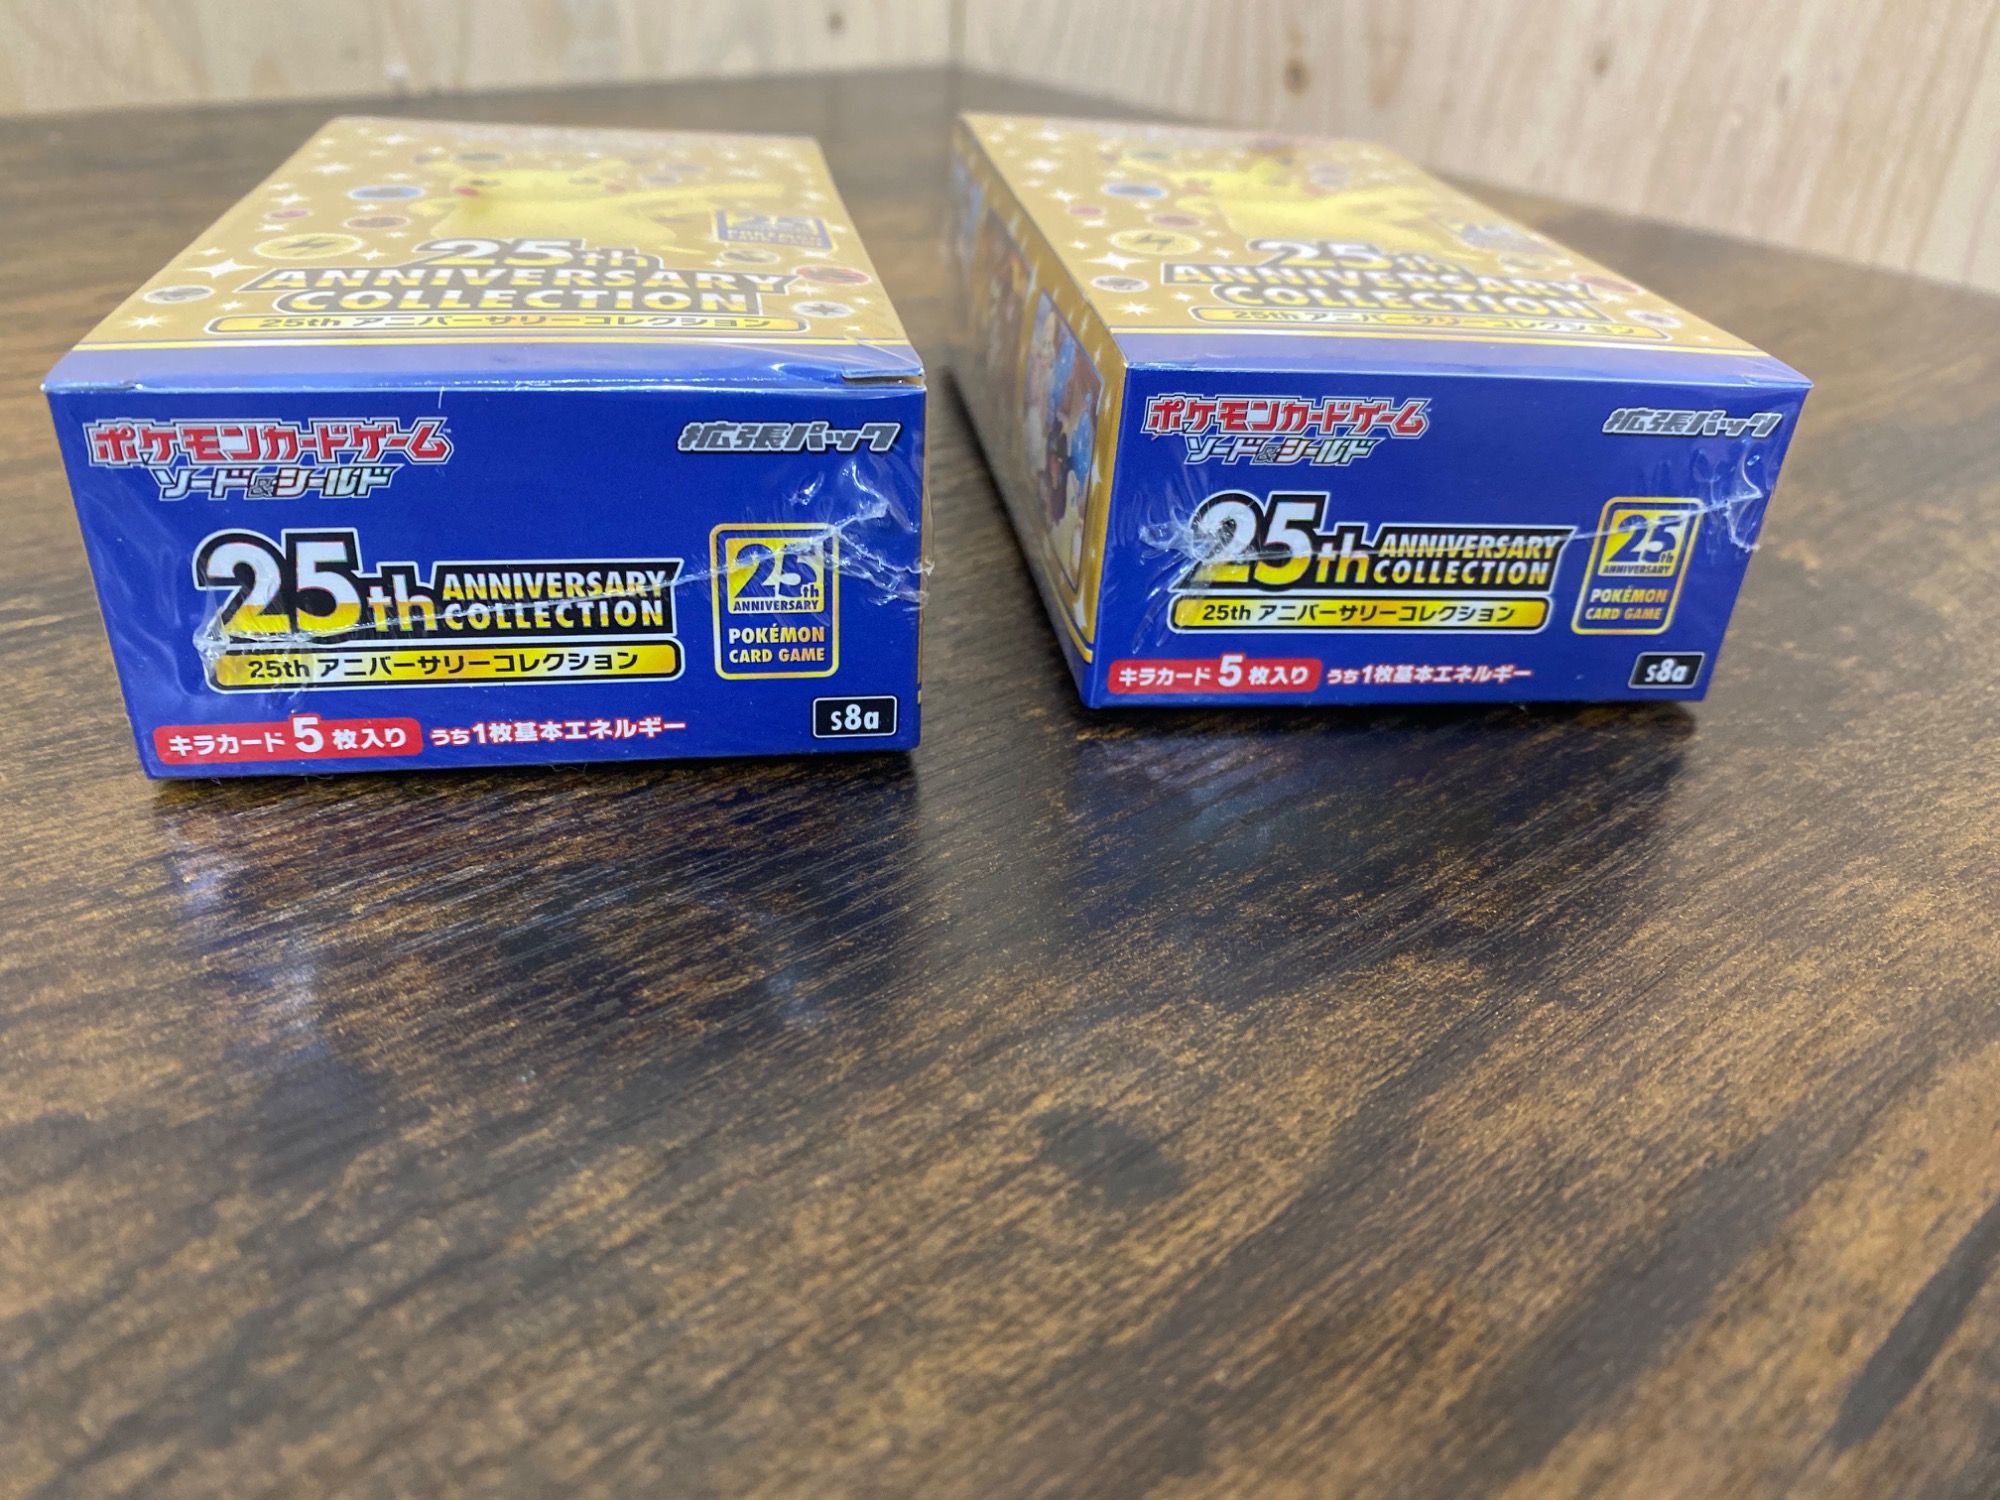 25th
ANNIVERSARY
COLLECTION
25th アニバーサリーコレクション
ポケモンカードゲーム
ソード&シールド
拡張パック
25th ANNIVERSARY
COLLECTION
25th アニバーサリーコレクション
25th
ANNIVERSARY
POKÉMON
CARD GAME
キラカード 5 枚入り うち1枚基本エネルギー
s8a
25th
ANNIVERSARY
COLLECTION
25th アニバーサリーコレクション
ポケモンカードゲーム
ソード&シールド
拡張パック
25th ANNIVERSARY
COLLECTION
25th アニバーサリーコレクション
25th
ANNIVERSARY
POKÉMON
CARD GAME
キラカード 5 枚入り うち1枚基本エネルギー
s8a